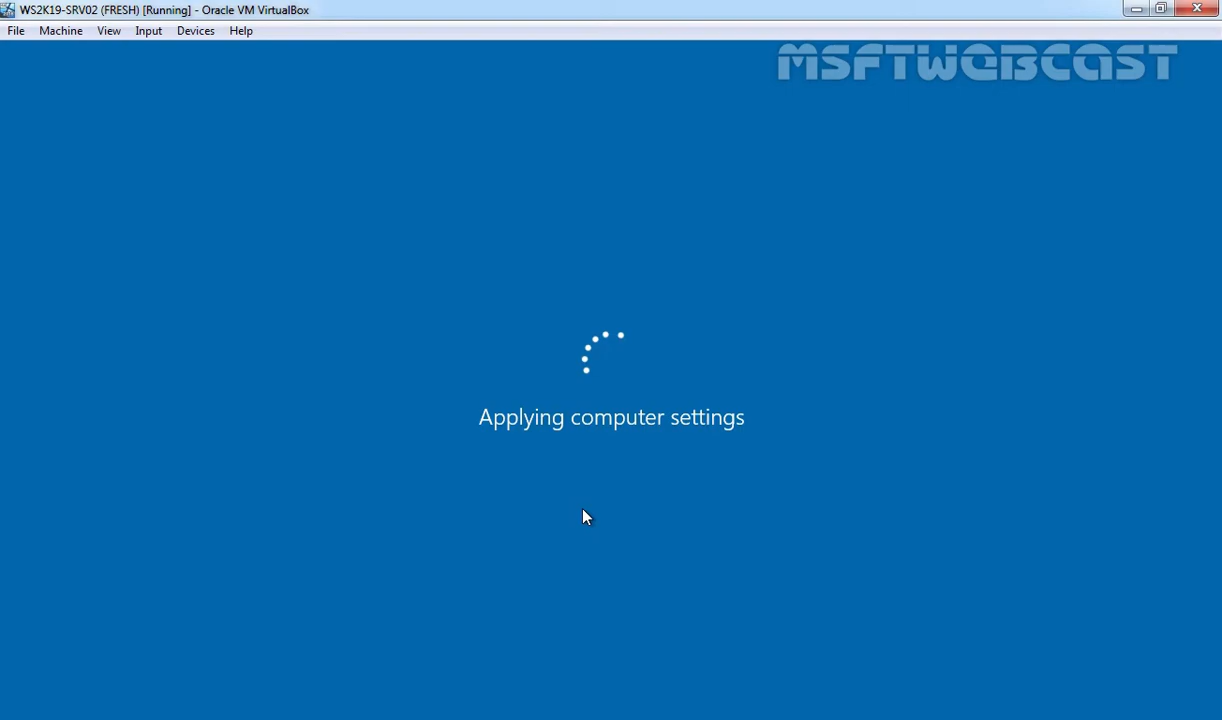 WS2K19-SRV02 (FRESH) [Running] - Oracle VM VirtualBox
File Machine View Input Devices Help
MSFTWEBCAST
Applying computer settings